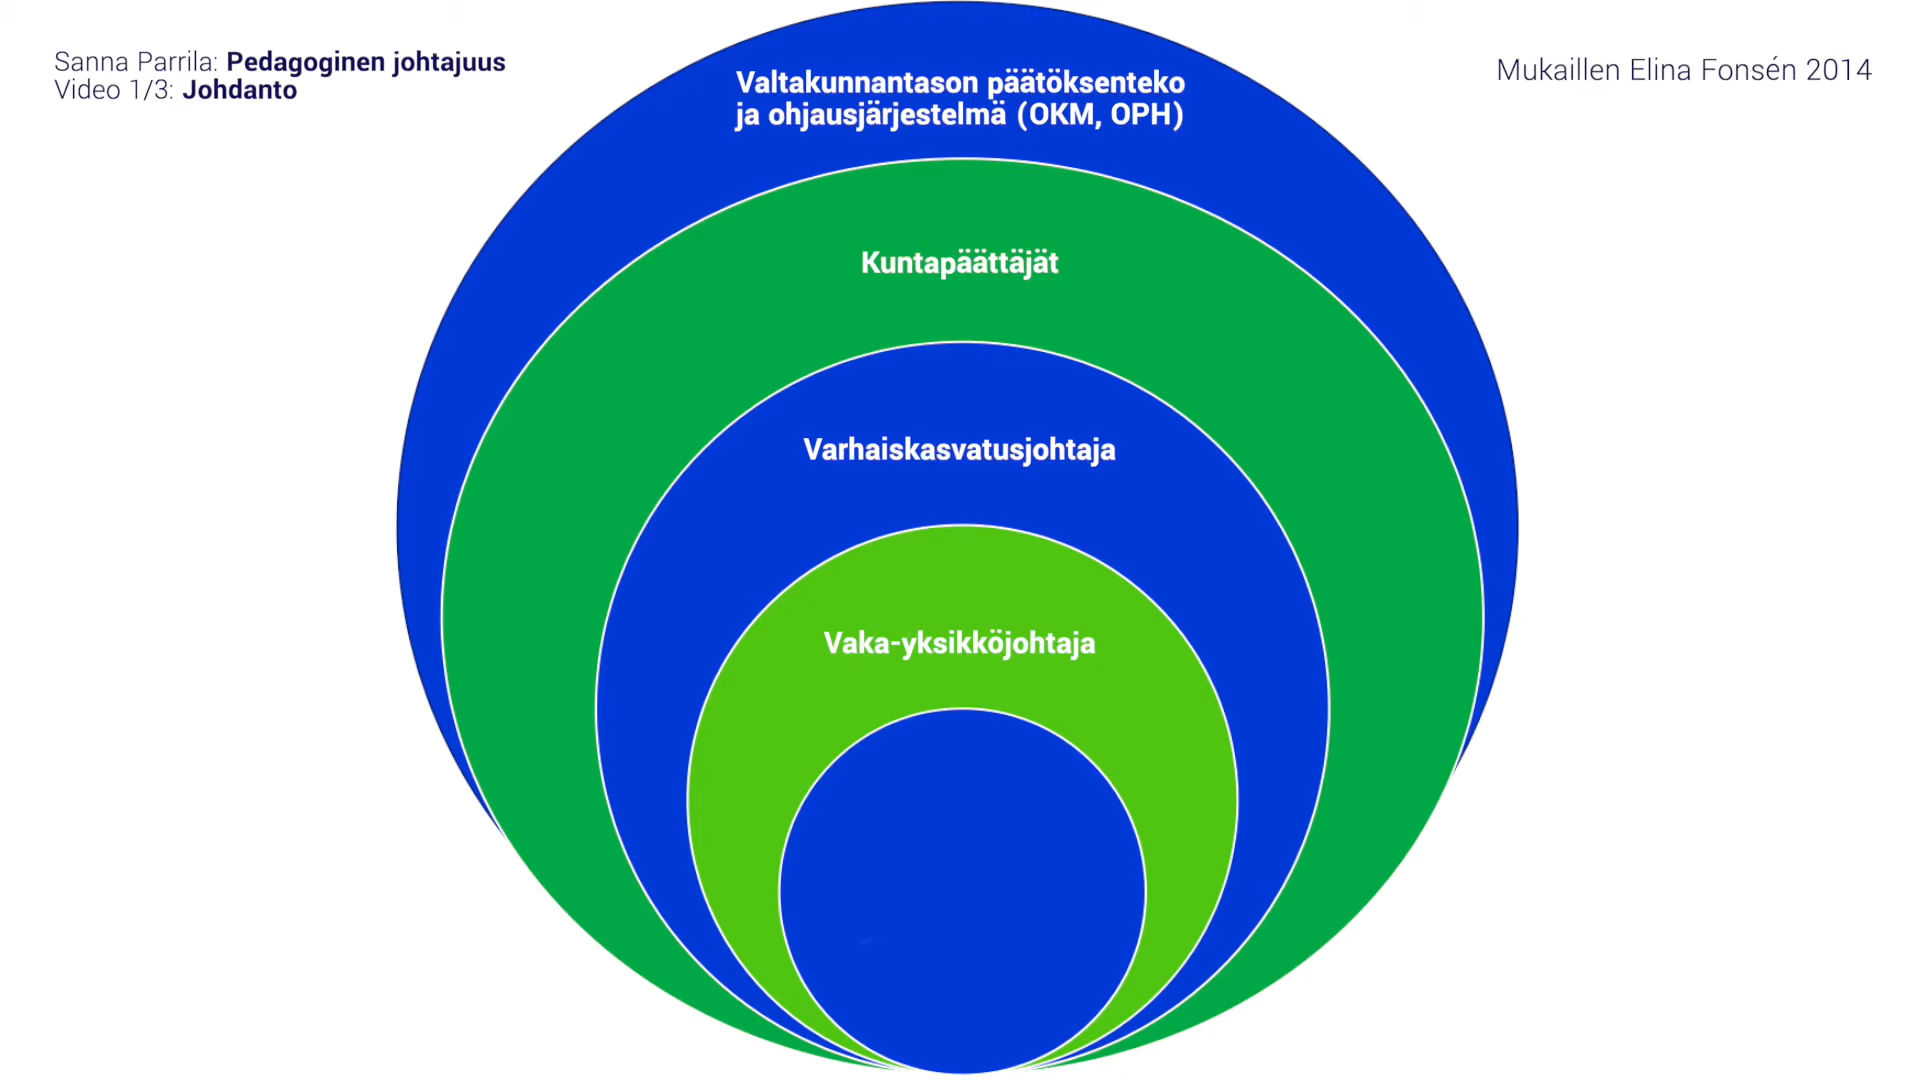 Sanna Parrila: Pedagoginen johtajuus
Video 1/3: Johdanto
Mukaillen Elina Fonsén 2014
Valtakunnantason päätöksenteko
ja ohjausjärjestelmä (OKM, OPH)
Kuntapäättäjät
Varhaiskasvatusjohtaja
Vaka-yksikköjohtaja